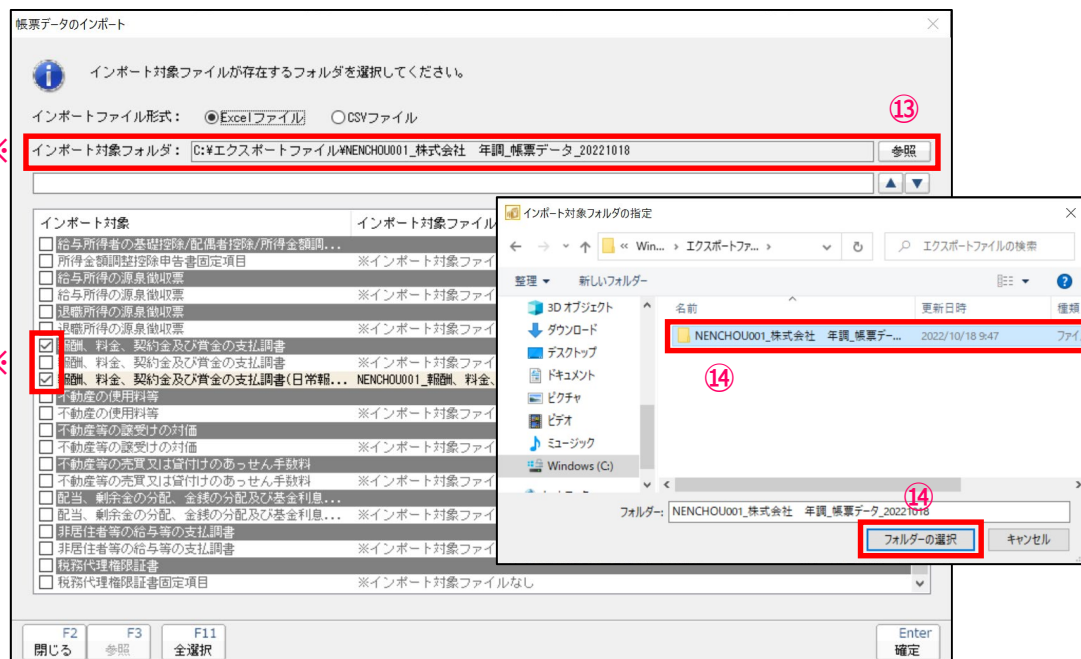 帳票データのインポート
インポート対象ファイルが存在するフォルダを選択してください。
インポートファイル形式： Excelファイル CSVファイル
⑬
※
インポート対象フォルダ： C:¥エクスポートファイル¥NENCHOU001_株式会社　年調_帳票データ_20221018 参照
▲ ▼
インポート対象 インポート対象ファイル
給与所得者の基礎控除/配偶者控除/所得金額調...
所得金額調整控除申告書固定項目 ※インポート対象ファイ
給与所得の源泉徴収票
給与所得の源泉徴収票 ※インポート対象ファイ
退職所得の源泉徴収票
退職所得の源泉徴収票 ※インポート対象ファイ
報酬、料金、契約金及び賞金の支払調書
※
報酬、料金、契約金及び賞金の支払調書 ※インポート対象ファイ
報酬、料金、契約金及び賞金の支払調書(日常報... NENCHOU001_報酬、料金、
不動産の使用料等
不動産の使用料等 ※インポート対象ファイ
不動産等の譲受けの対価
不動産等の譲受けの対価 ※インポート対象ファイ
不動産等の売買又は貸付けのあっせん手数料
不動産等の売買又は貸付けのあっせん手数料 ※インポート対象ファイ
配当、剰余金の分配、金銭の分配及び基金利息...
配当、剰余金の分配、金銭の分配及び基金利息... ※インポート対象ファイ
非居住者等の給与等の支払調書
非居住者等の給与等の支払調書 ※インポート対象ファイ
税務代理権限証書
税務代理権限証書固定項目 ※インポート対象ファイルなし
F2 閉じる
F3 参照
F11 全選択
Enter 確定
インポート対象フォルダの指定
« Win... › エクスポートファ... › エクスポートファイルの検索
整理 新しいフォルダー
名前 更新日時 種類
NENCHOU001_株式会社　年調_帳票デー... 2022/10/18 9:47 ファイ
⑭
3D オブジェクト
ダウンロード
デスクトップ
ドキュメント
ピクチャ
ビデオ
ミュージック
Windows (C:)
⑭
フォルダー: NENCHOU001_株式会社　年調_帳票データ_20221018
フォルダーの選択 キャンセル